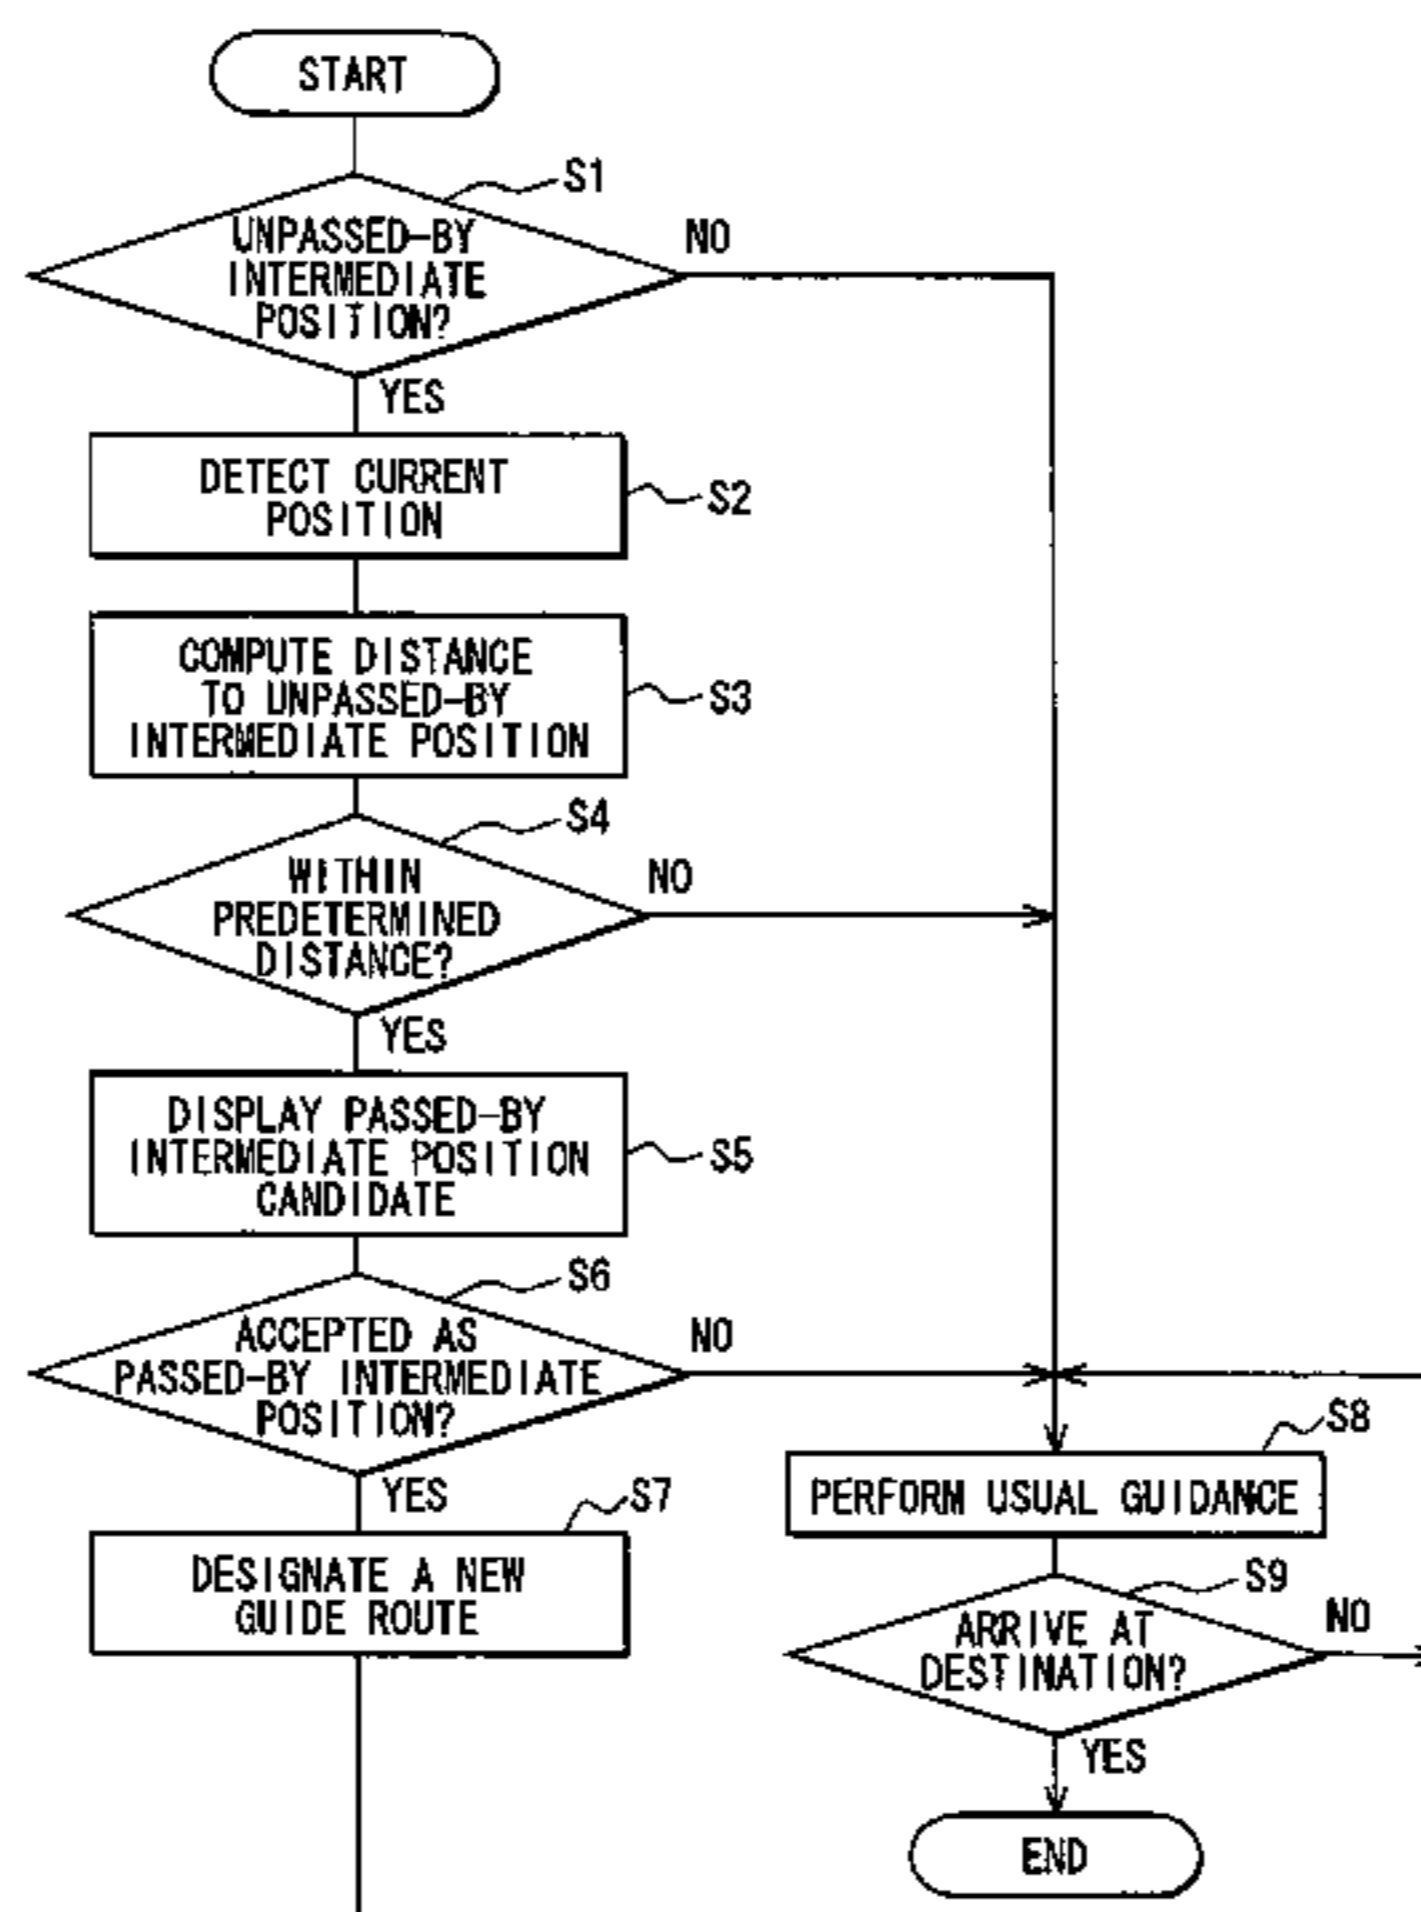 START
S1
UNPASSED-BY
INTERMEDIATE
POSITION?
NO
YES
DETECT CURRENT
POSITION
S2
COMPUTE DISTANCE
TO UNPASSED-BY
INTERMEDIATE POSITION
S3
S4
WITHIN
PREDETERMINED
DISTANCE?
NO
YES
DISPLAY PASSED-BY
INTERMEDIATE POSITION
CANDIDATE
S5
S6
ACCEPTED AS
PASSED-BY INTERMEDIATE
POSITION?
NO
YES
S7
DESIGNATE A NEW
GUIDE ROUTE
S8
PERFORM USUAL GUIDANCE
S9
ARRIVE AT
DESTINATION?
NO
YES
END